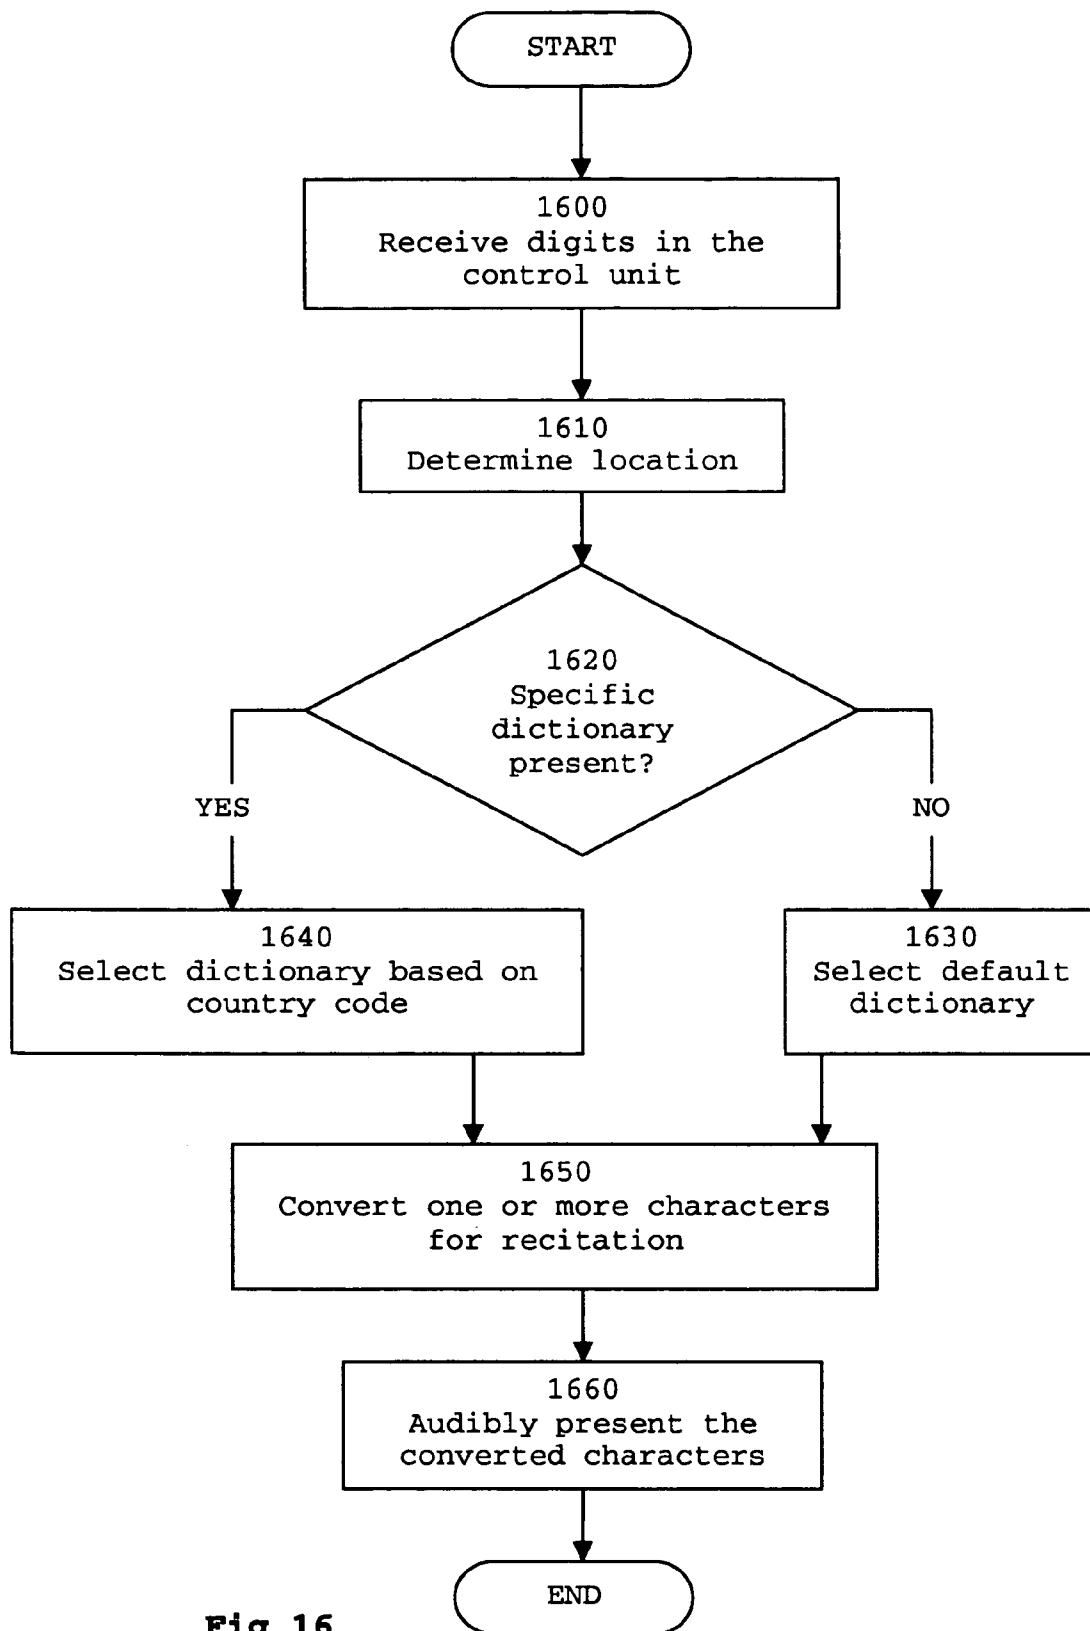 START
1600
Receive digits in the
control unit
1610
Determine location
1620
Specific
dictionary
present?
YES
NO
1640
Select dictionary based on
country code
1630
Select default
dictionary
1650
Convert one or more characters
for recitation
1660
Audibly present the
converted characters
END
Fig 16